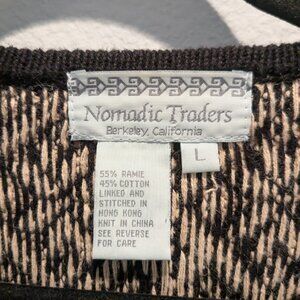 Nomadic Traders
Berkeley, California
L
55% RAMIE
45% COTTON
LINKED AND
STITCHED IN
HONG KONG
KNIT IN CHINA
SEE REVERSE
FOR CARE